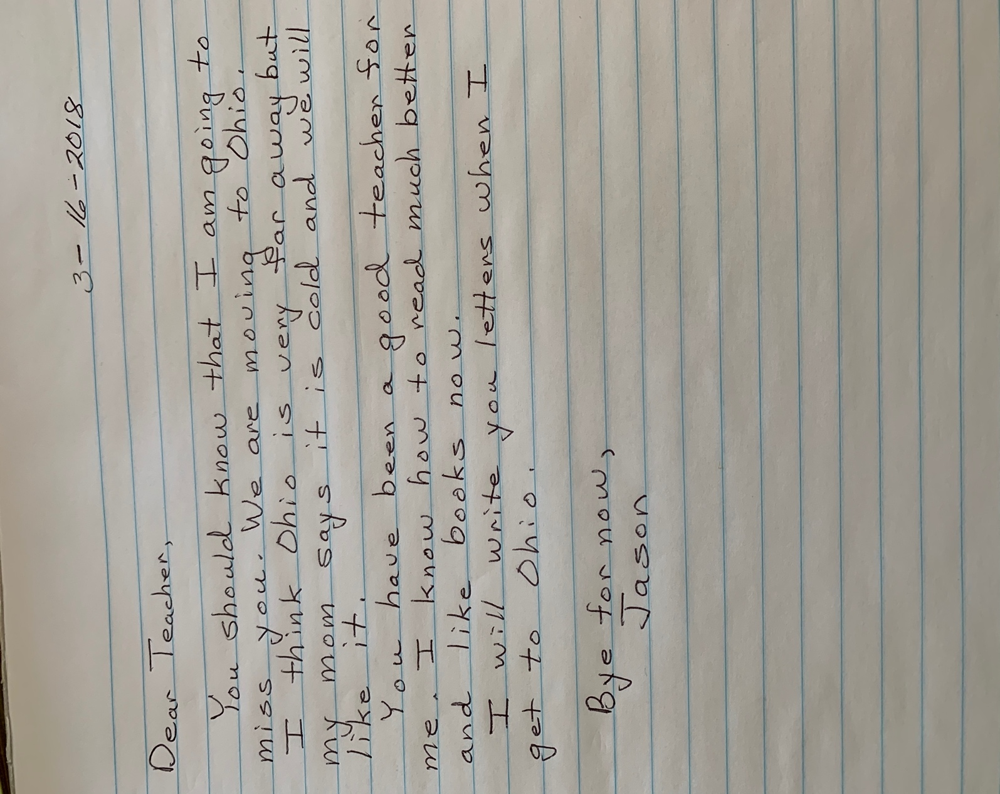 3-16-2018
Dear Teacher,
You should know that I am going to
miss you. We are moving to Ohio.
I think Ohio is very far away but
my mom says it is cold and we will
like it.
You have been a good teacher for
me. I know how to read much better
and like books now.
I will write you letters when I
get to Ohio.
Bye for now,
Jason